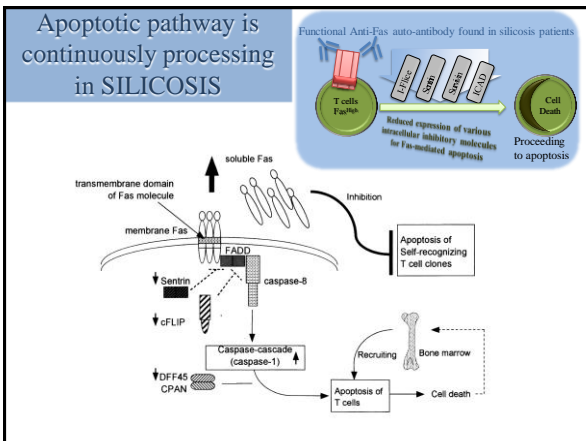 Apoptotic pathway is
continuously processing
in SILICOSIS
Functional Anti-Fas auto-antibody found in silicosis patients
I-Flice
Sentrin
Survivin
ICAD
T cells
Fas^High
Cell
Death
Reduced expression of various
intracellular inhibitory molecules
for Fas-mediated apoptosis
Proceeding
to apoptosis
soluble Fas
transmembrane domain
of Fas molecule
membrane Fas
Inhibition
FADD
Apoptosis of
Self-recognizing
T cell clones
Sentrin
caspase-8
cFLIP
Caspase-cascade
(caspase-1)
Recruiting
Bone marrow
DFF45
CPAN
Apoptosis of
T cells
Cell death